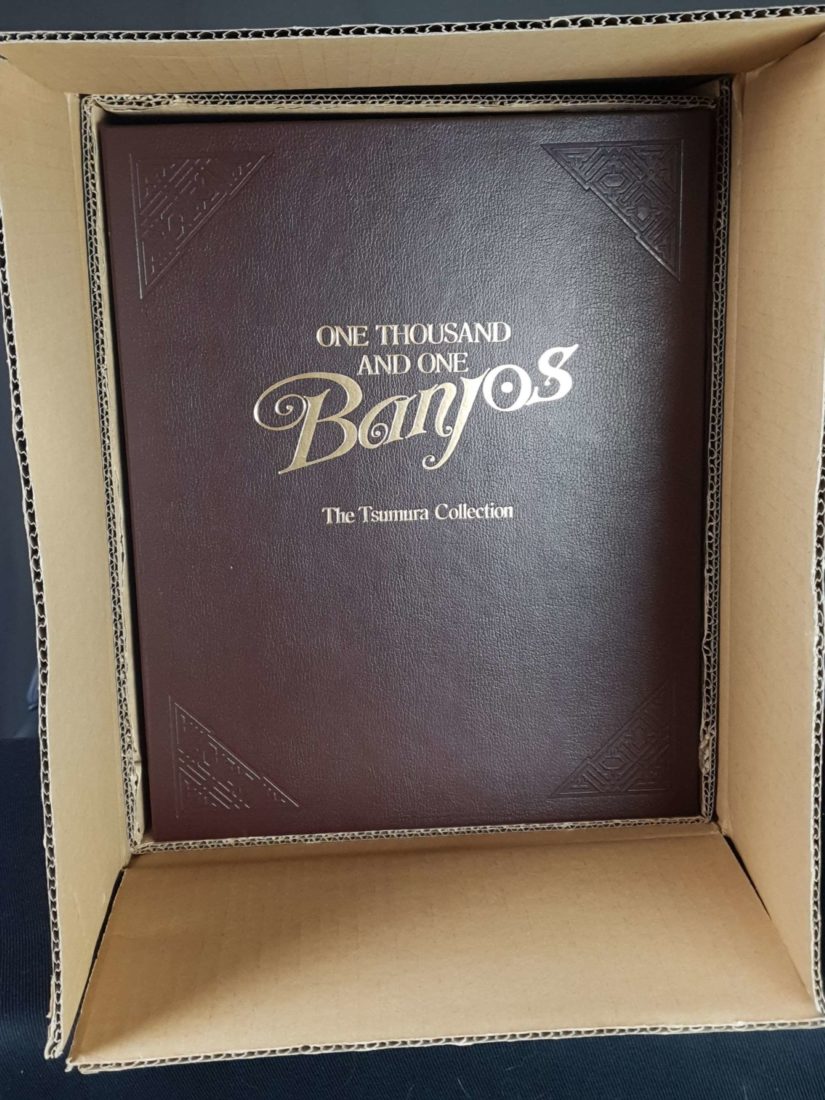 ONE THOUSAND
AND ONE
Banjos
The Tsumura Collection